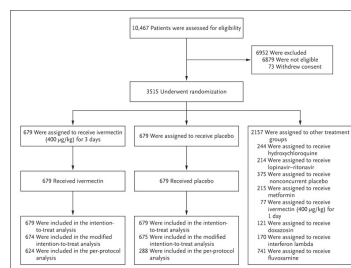 10,467 Patients were assessed for eligibility
6952 Were excluded
6879 Were not eligible
73 Withdrew consent
3515 Underwent randomization
679 Were assigned to receive ivermectin
(400 µg/kg) for 3 days
679 Were assigned to receive placebo
2157 Were assigned to other treatment
groups
244 Were assigned to receive
hydroxychloroquine
214 Were assigned to receive
lopinavir–ritonavir
375 Were assigned to receive
nonconcurrent placebo
215 Were assigned to receive
metformin
77 Were assigned to receive
ivermectin (400 µg/kg) for
1 day
121 Were assigned to receive
doxazosin
170 Were assigned to receive
interferon lambda
741 Were assigned to receive
fluvoxamine
679 Received ivermectin
679 Received placebo
679 Were included in the intention-
to-treat analysis
674 Were included in the modified
intention-to-treat analysis
624 Were included in the per-protocol
analysis
679 Were included in the intention-
to-treat analysis
675 Were included in the modified
intention-to-treat analysis
288 Were included in the per-protocol
analysis